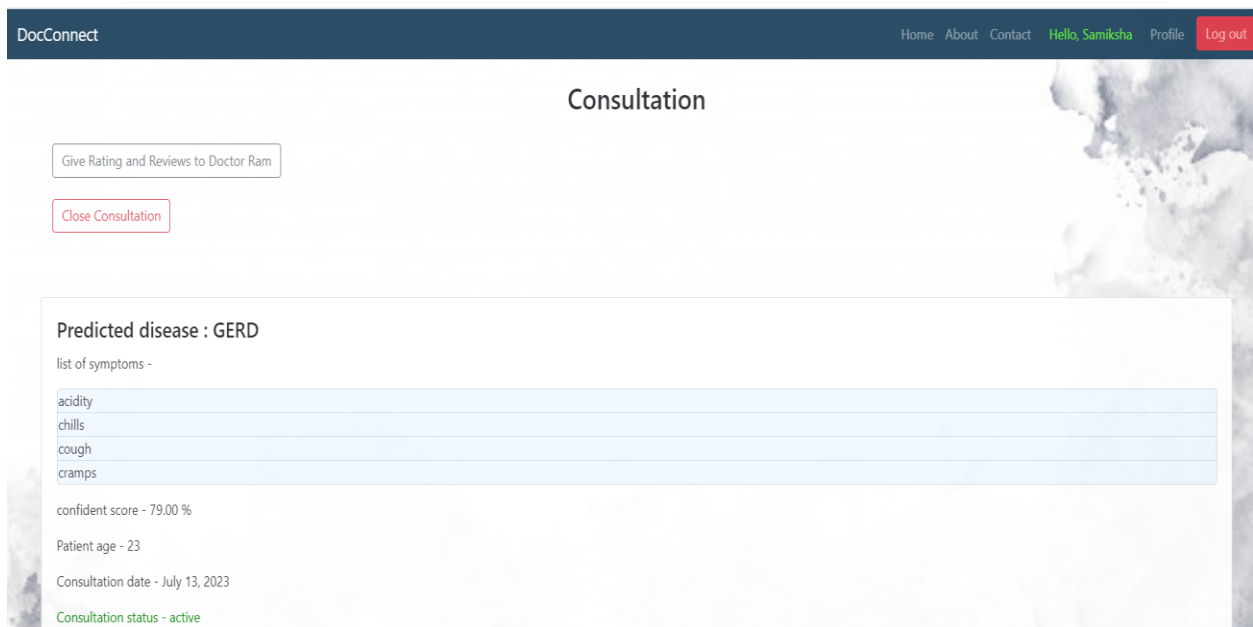 DocConnect Home About Contact Hello, Samiksha Profile Log out
Consultation
Give Rating and Reviews to Doctor Ram
Close Consultation
Predicted disease : GERD
list of symptoms -
acidity
chills
cough
cramps
confident score - 79.00 %
Patient age - 23
Consultation date - July 13, 2023
Consultation status - active